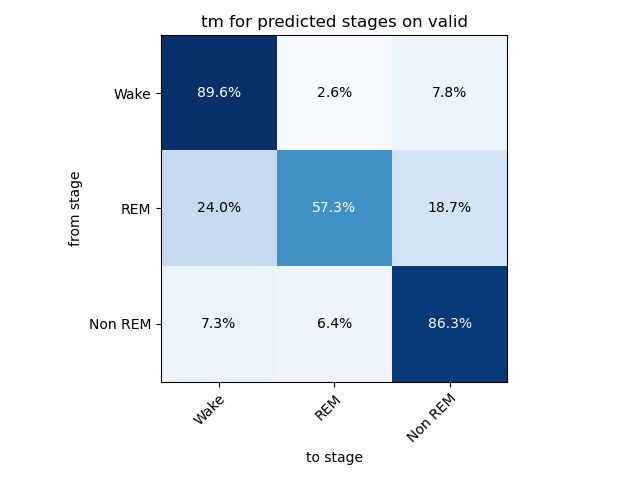 tm for predicted stages on valid
Wake 89.6% 2.6% 7.8%
REM 24.0% 57.3% 18.7%
Non REM 7.3% 6.4% 86.3%
from stage
Wake REM Non REM
to stage